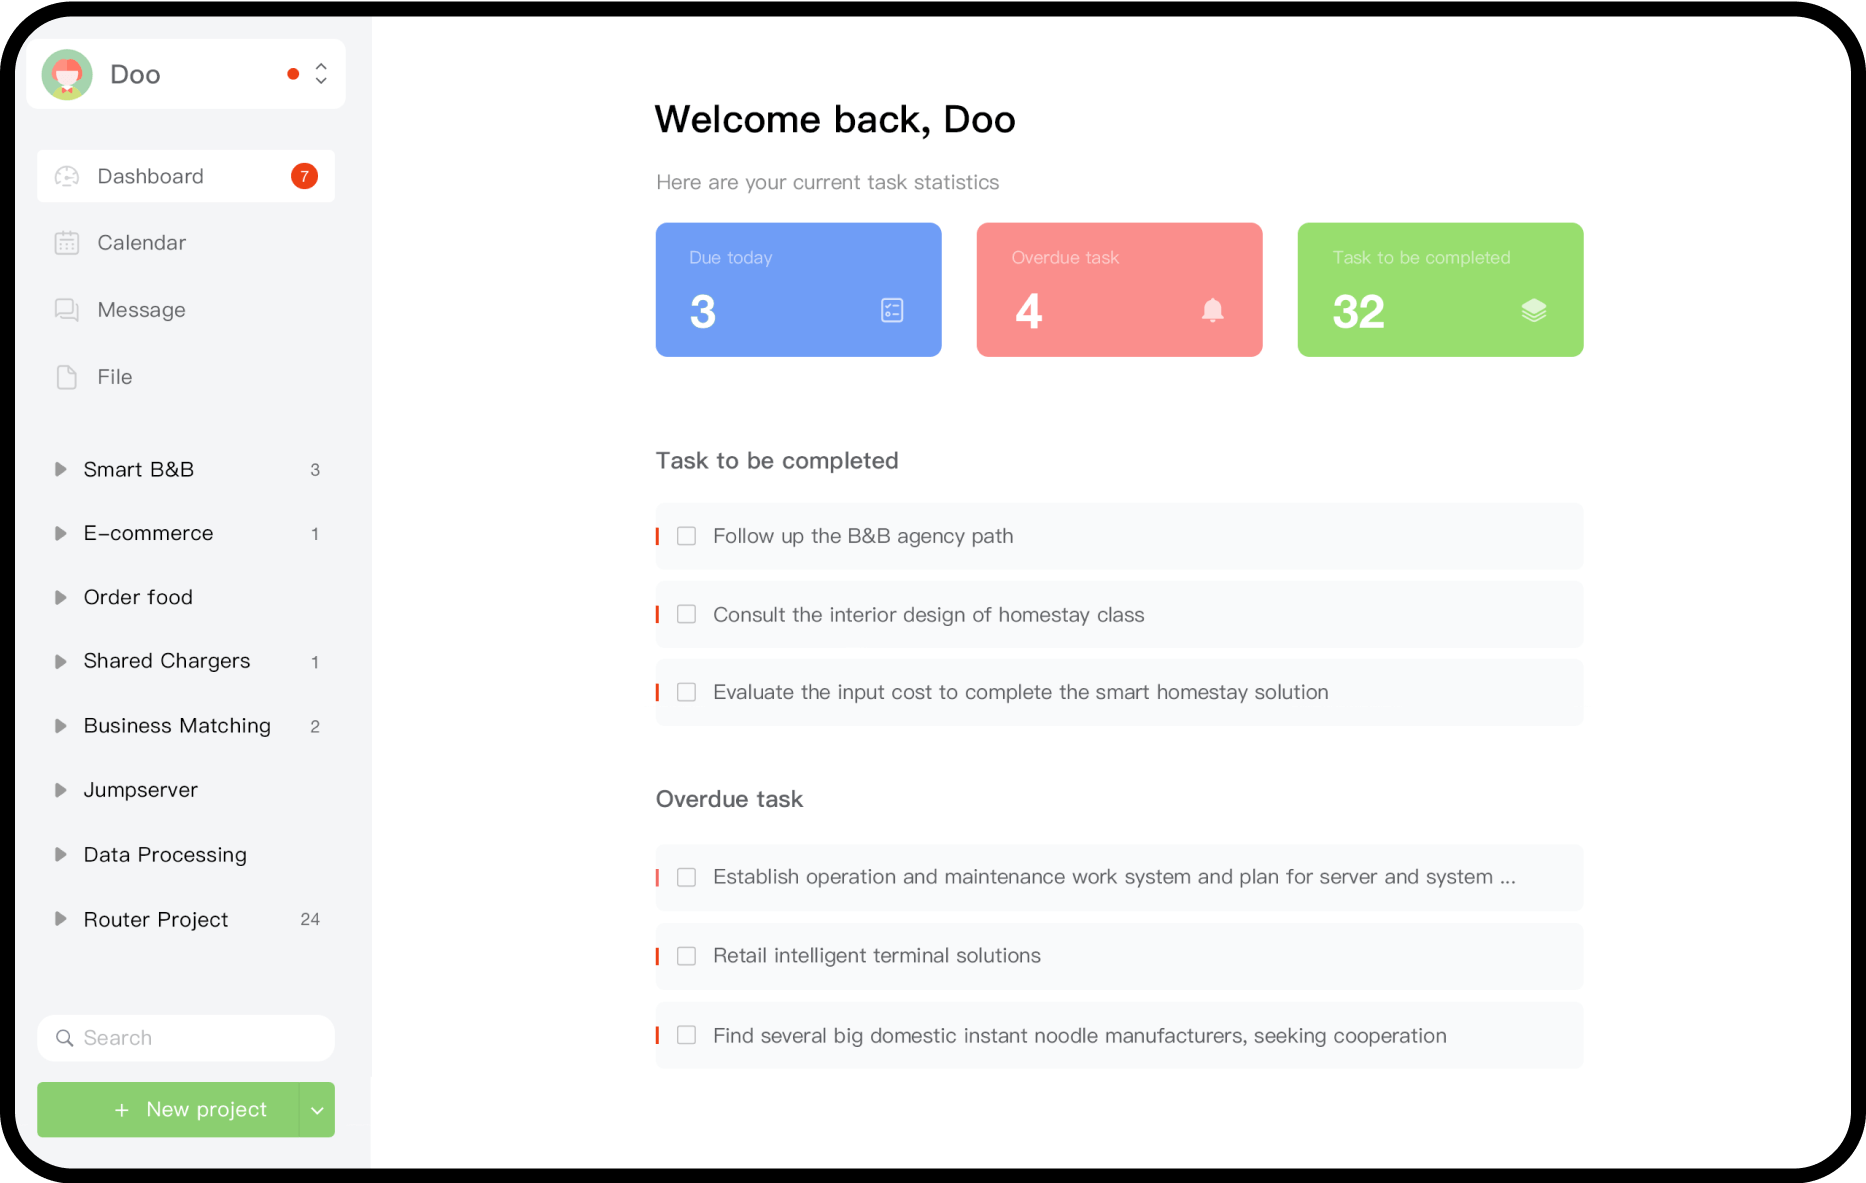 Doo
Dashboard 7
Calendar
Message
File
Smart B&B 3
E-commerce 1
Order food
Shared Chargers 1
Business Matching 2
Jumpserver
Data Processing
Router Project 24
Search
+ New project
Welcome back, Doo
Here are your current task statistics
Due today
3
Overdue task
4
Task to be completed
32
Task to be completed
Follow up the B&B agency path
Consult the interior design of homestay class
Evaluate the input cost to complete the smart homestay solution
Overdue task
Establish operation and maintenance work system and plan for server and system ...
Retail intelligent terminal solutions
Find several big domestic instant noodle manufacturers, seeking cooperation